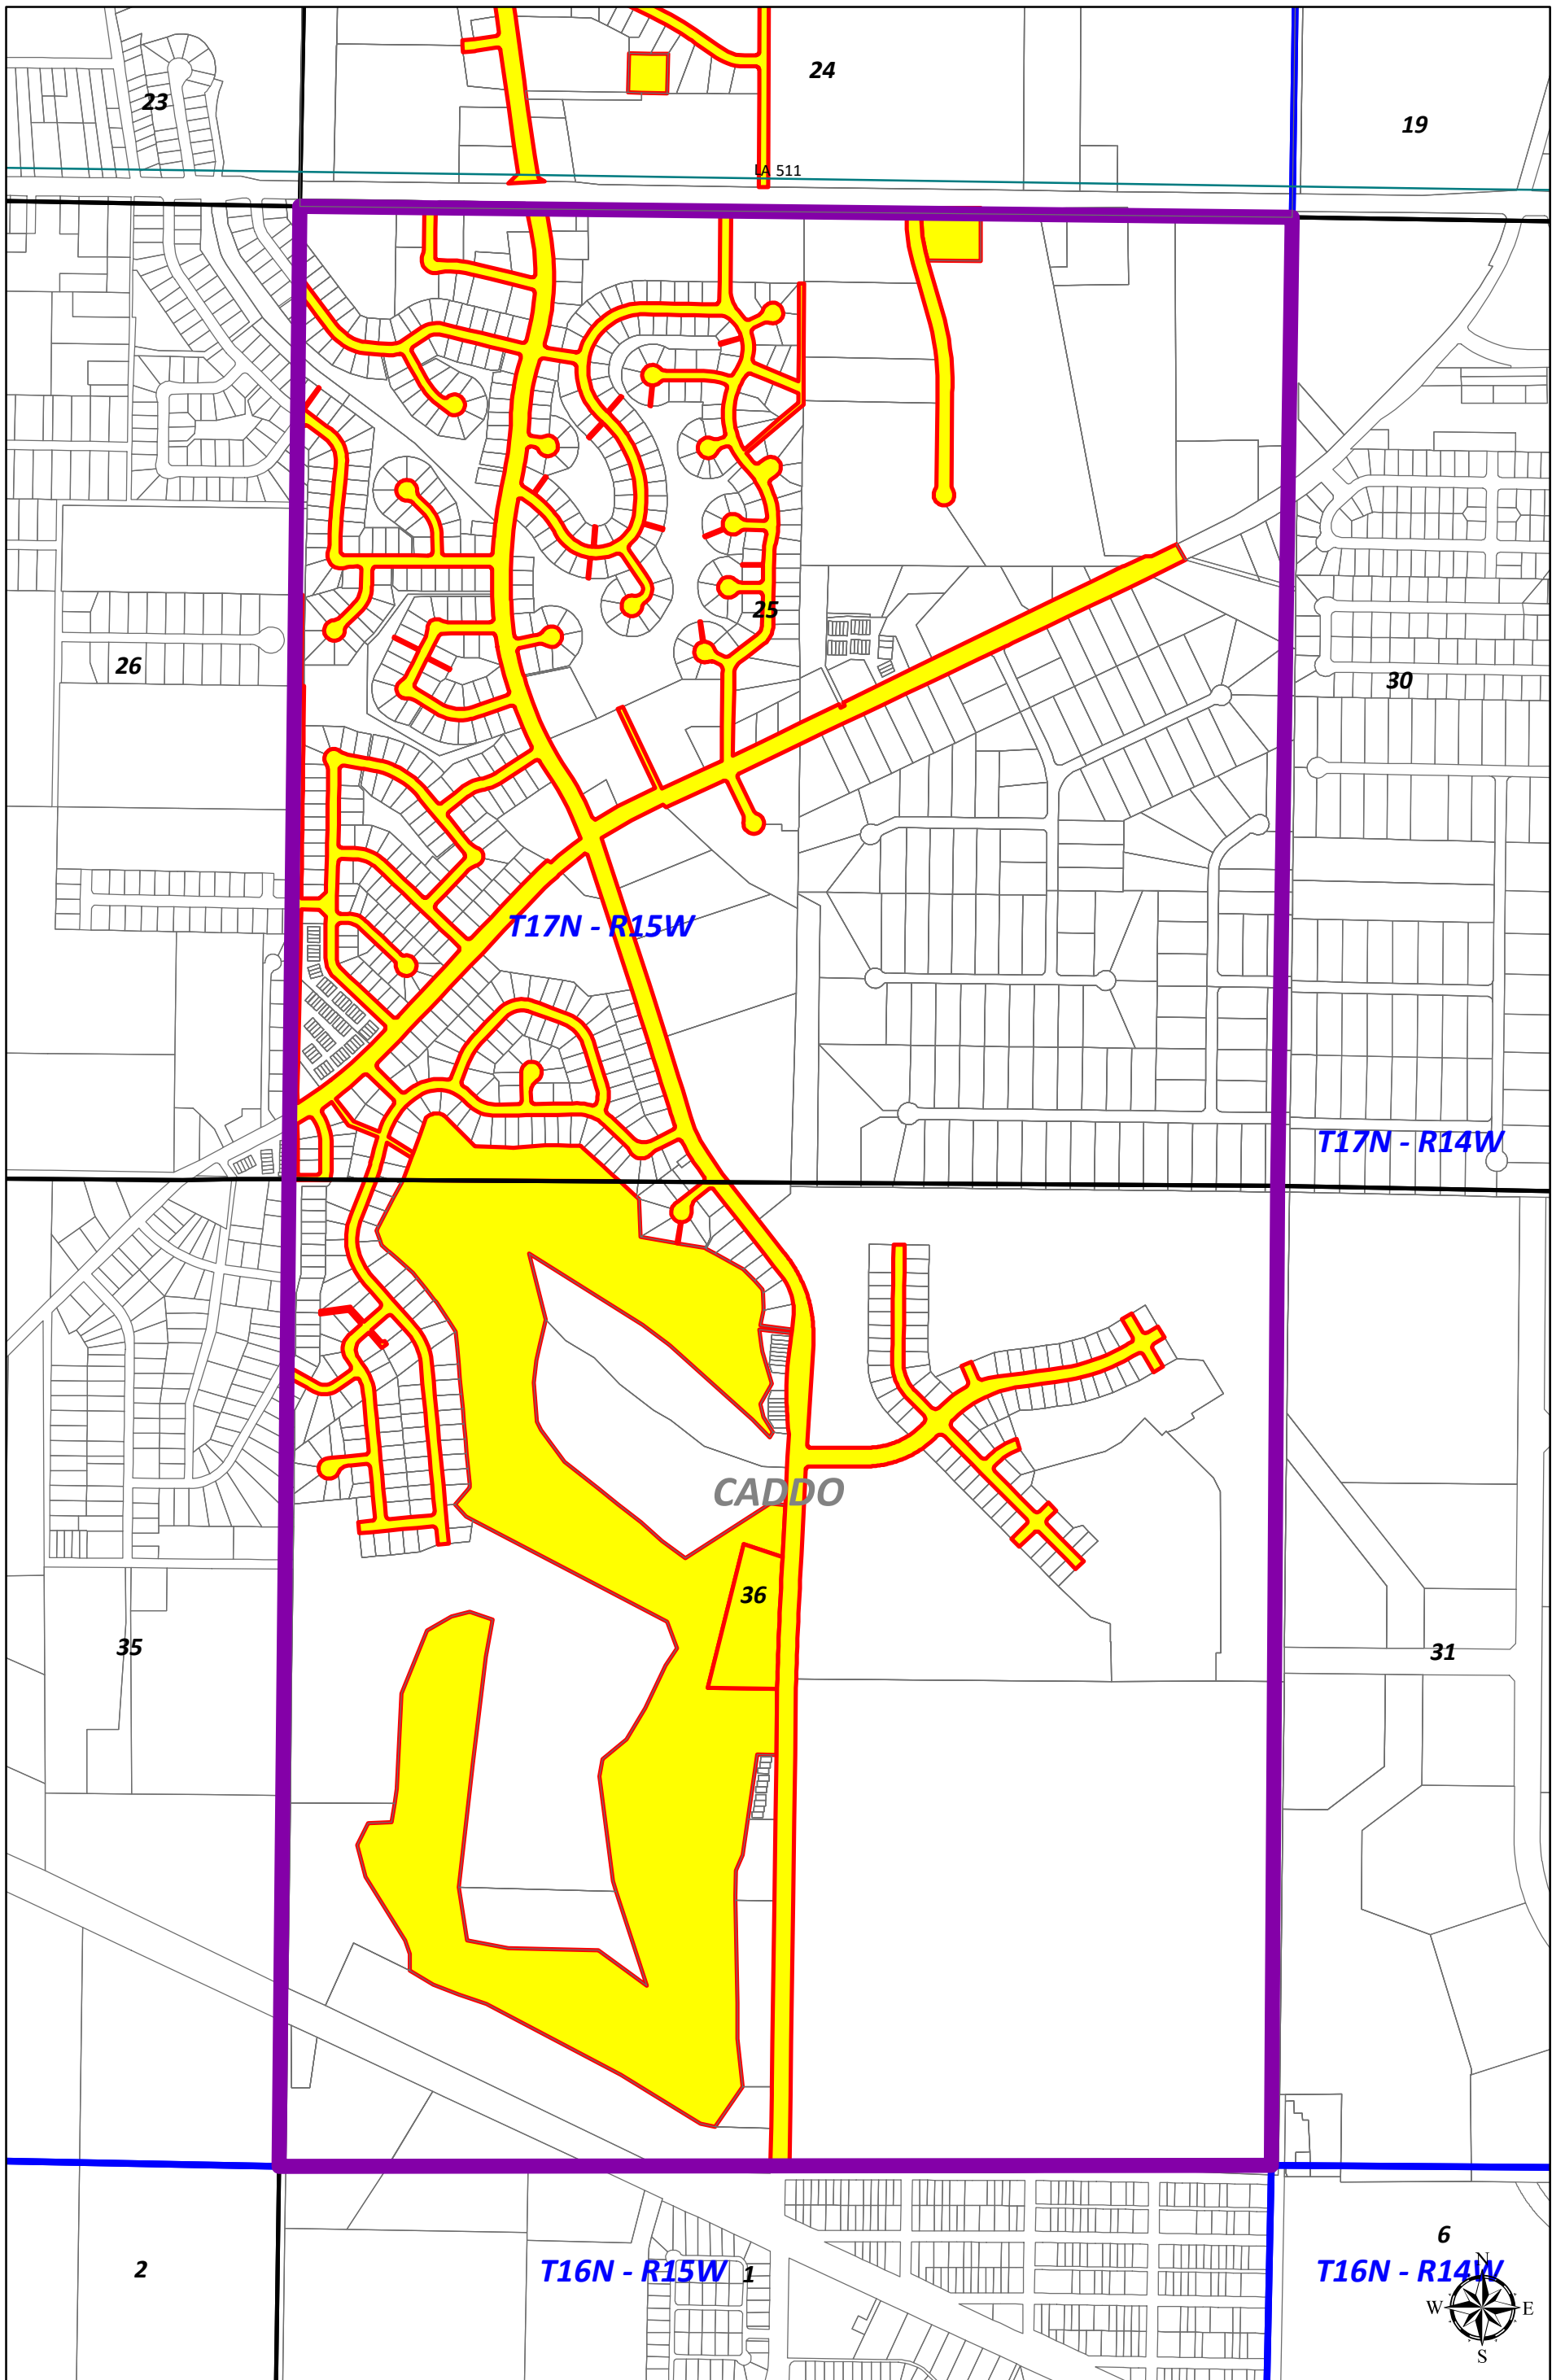 24
23
19
LA 511
25
26
30
T17N - R15W
T17N - R14W
CADDO
36
35
31
6
2
T16N - R15W
1
T16N - R14W
N
W
E
S